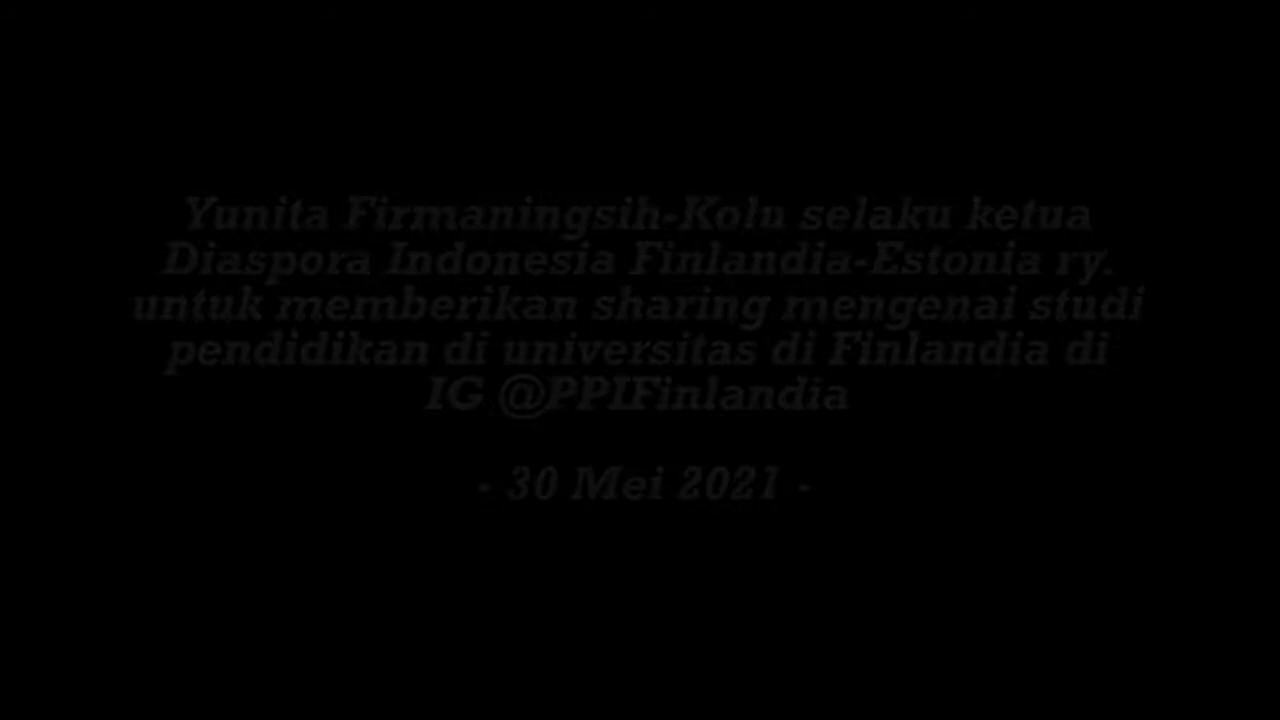 Yunita Firmaningsih-Kolu selaku ketua
Diaspora Indonesia Finlandia-Estonia ry.
untuk memberikan sharing mengenai studi
pendidikan di universitas di Finlandia di
IG @PPIFinlandia
- 30 Mei 2021 -